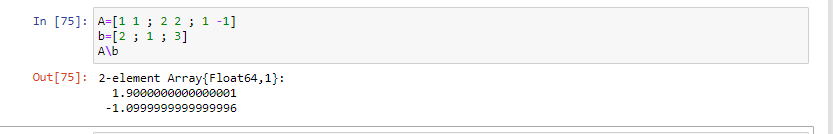 In [75]: A=[1 1 ; 2 2 ; 1 -1]
b=[2 ; 1 ; 3]
A\b
Out[75]: 2-element Array{Float64,1}:
1.9000000000000001
-1.0999999999999996